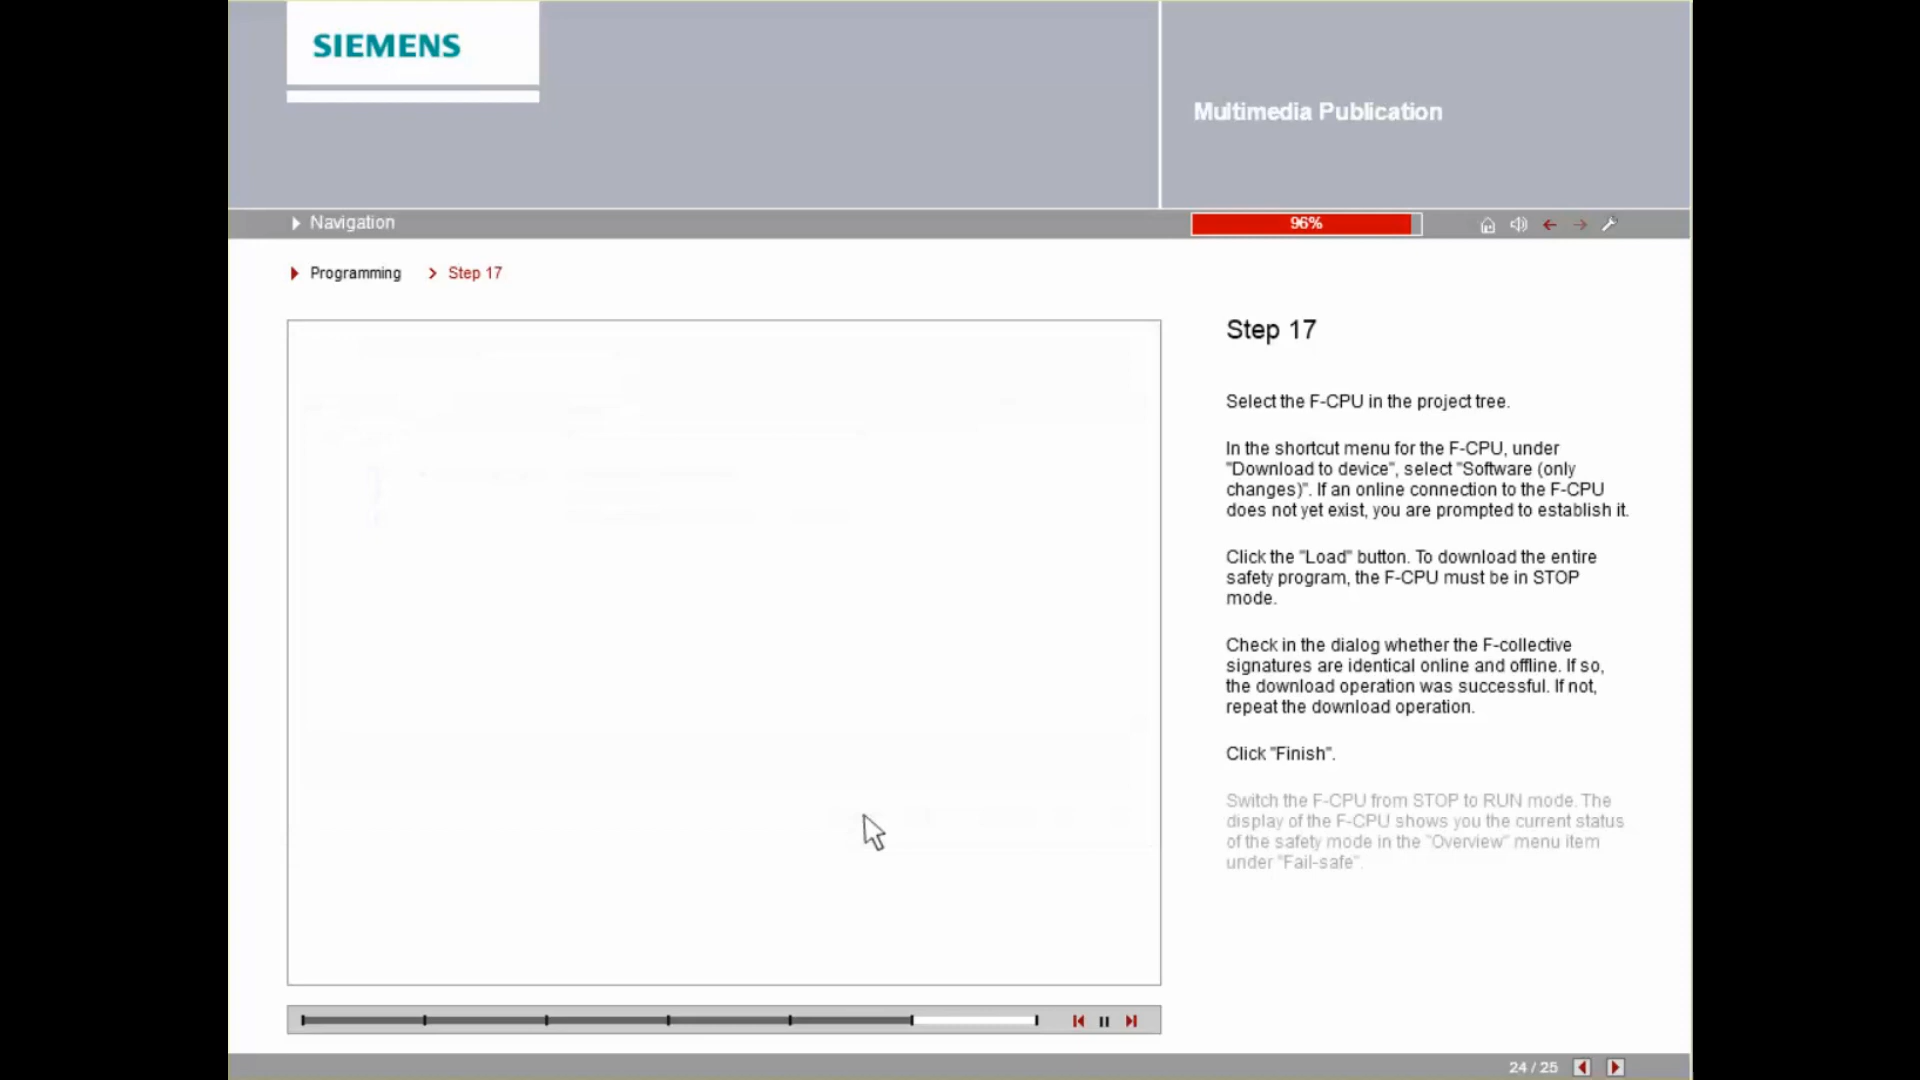 SIEMENS
Multimedia Publication
Navigation
96%
Programming
Step 17
Step 17
Select the F-CPU in the project tree.
In the shortcut menu for the F-CPU, under
"Download to device", select "Software (only
changes)". If an online connection to the F-CPU
does not yet exist, you are prompted to establish it.
Click the "Load" button. To download the entire
safety program, the F-CPU must be in STOP
mode.
Check in the dialog whether the F-collective
signatures are identical online and offline. If so,
the download operation was successful. If not,
repeat the download operation.
Click "Finish".
Switch the F-CPU from STOP to RUN mode. The
display of the F-CPU shows you the current status
of the safety mode in the "Overview" menu item
under "Fail-safe".
24 / 25